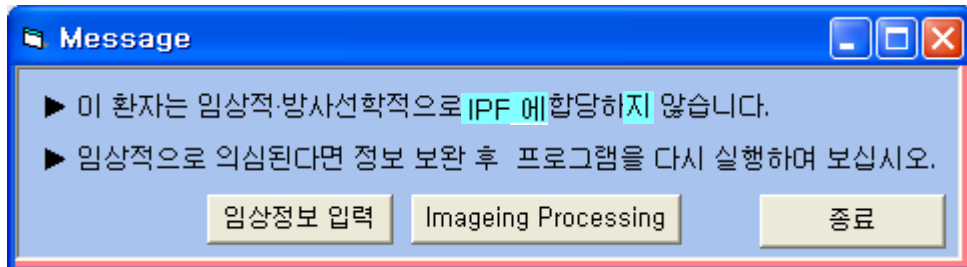 Message
▶ 이 환자는 임상적·방사선학적으로 IPF 에 합당하지 않습니다.
▶ 임상적으로 의심된다면 정보 보완 후 프로그램을 다시 실행하여 보십시오.
임상정보 입력 Imageing Processing 종료